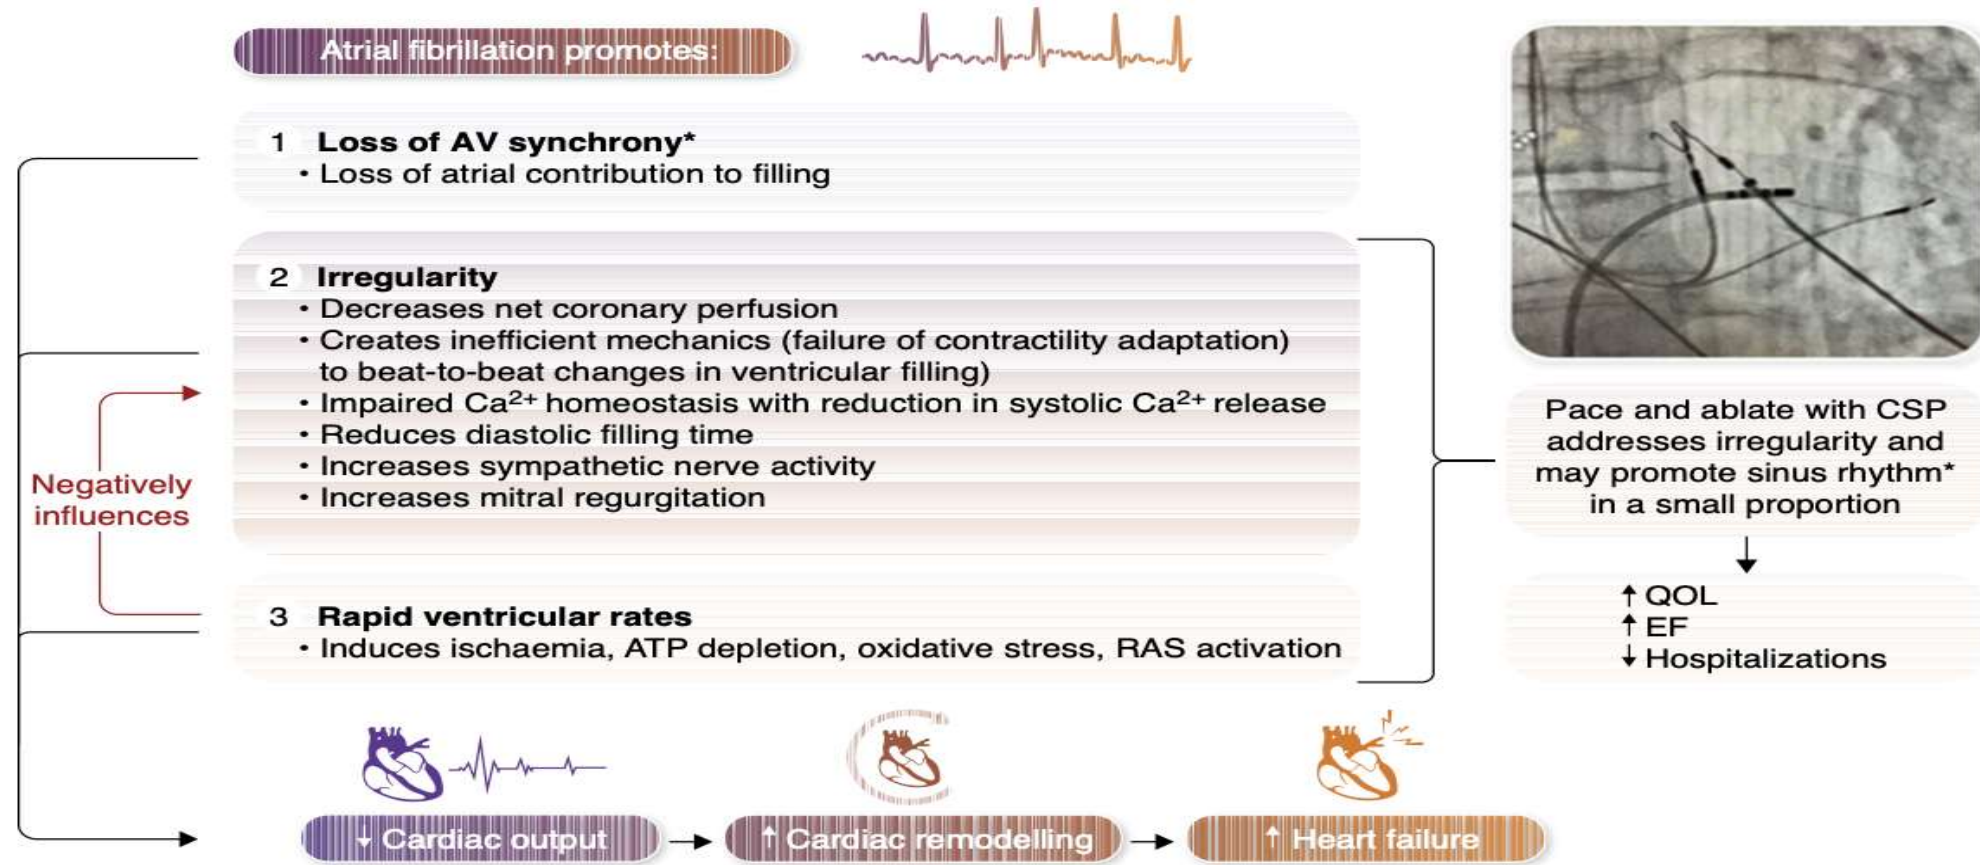 Atrial fibrillation promotes:
1 Loss of AV synchrony*
• Loss of atrial contribution to filling
2 Irregularity
• Decreases net coronary perfusion
• Creates inefficient mechanics (failure of contractility adaptation)
to beat-to-beat changes in ventricular filling)
• Impaired Ca²⁺ homeostasis with reduction in systolic Ca²⁺ release
• Reduces diastolic filling time
• Increases sympathetic nerve activity
• Increases mitral regurgitation
Negatively
influences
3 Rapid ventricular rates
• Induces ischaemia, ATP depletion, oxidative stress, RAS activation
Pace and ablate with CSP
addresses irregularity and
may promote sinus rhythm*
in a small proportion
↑ QOL
↑ EF
↓ Hospitalizations
↓ Cardiac output
↑ Cardiac remodelling
↑ Heart failure